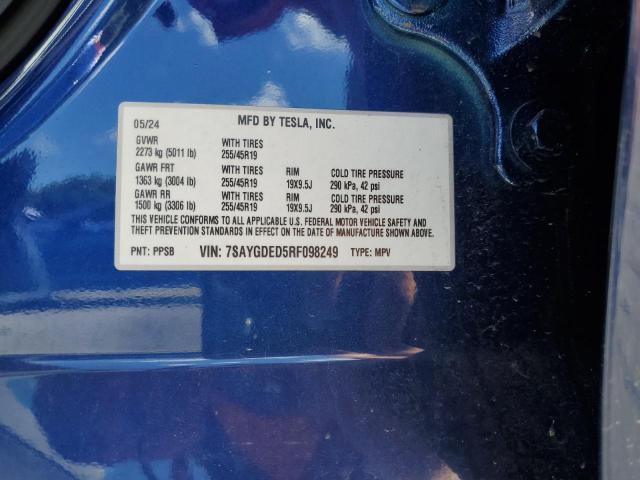 05/24 MFD BY TESLA, INC.
GVWR WITH TIRES
2273 kg (5011 lb) 255/45R19
GAWR FRT WITH TIRES RIM COLD TIRE PRESSURE
1363 kg (3004 lb) 255/45R19 19X9.5J 290 kPa, 42 psi
GAWR RR WITH TIRES RIM COLD TIRE PRESSURE
1500 kg (3306 lb) 255/45R19 19X9.5J 290 kPa, 42 psi
THIS VEHICLE CONFORMS TO ALL APPLICABLE U.S. FEDERAL MOTOR VEHICLE SAFETY AND
THEFT PREVENTION STANDARDS IN EFFECT ON THE DATE OF MANUFACTURE SHOWN ABOVE.
PNT: PPSB VIN: 7SAYGDED5RF098249 TYPE: MPV